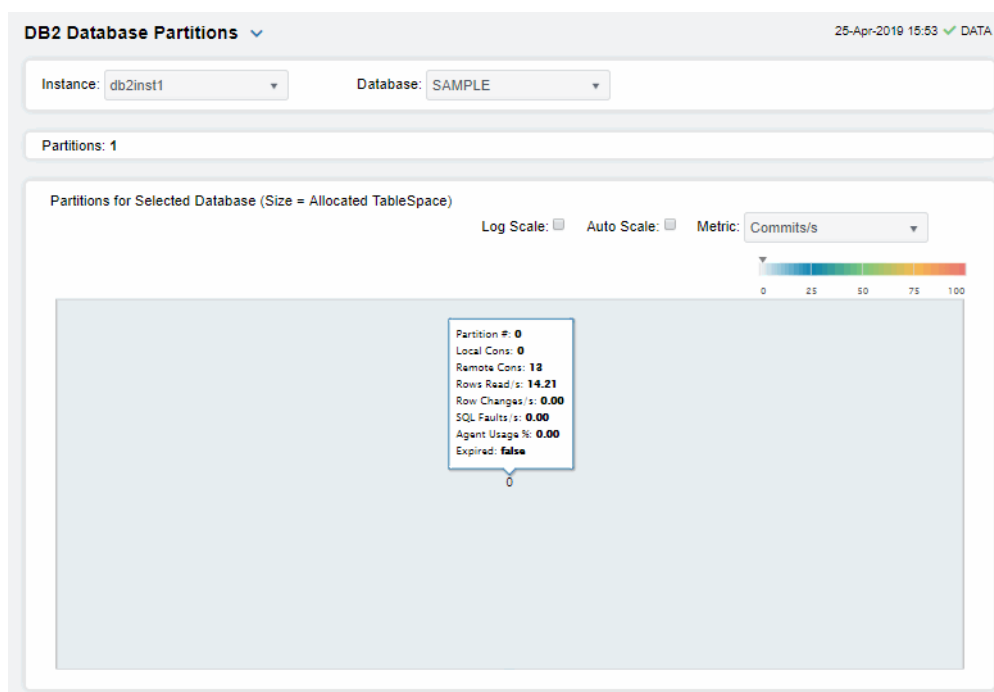 DB2 Database Partitions
25-Apr-2019 15:53 DATA
Instance: db2inst1 Database: SAMPLE
Partitions: 1
Partitions for Selected Database (Size = Allocated TableSpace)
Log Scale: Auto Scale: Metric: Commits/s
0 25 50 75 100
Partition #: 0
Local Cons: 0
Remote Cons: 13
Rows Read/s: 14.21
Row Changes/s: 0.00
SQL Faults/s: 0.00
Agent Usage %: 0.00
Expired: false
0